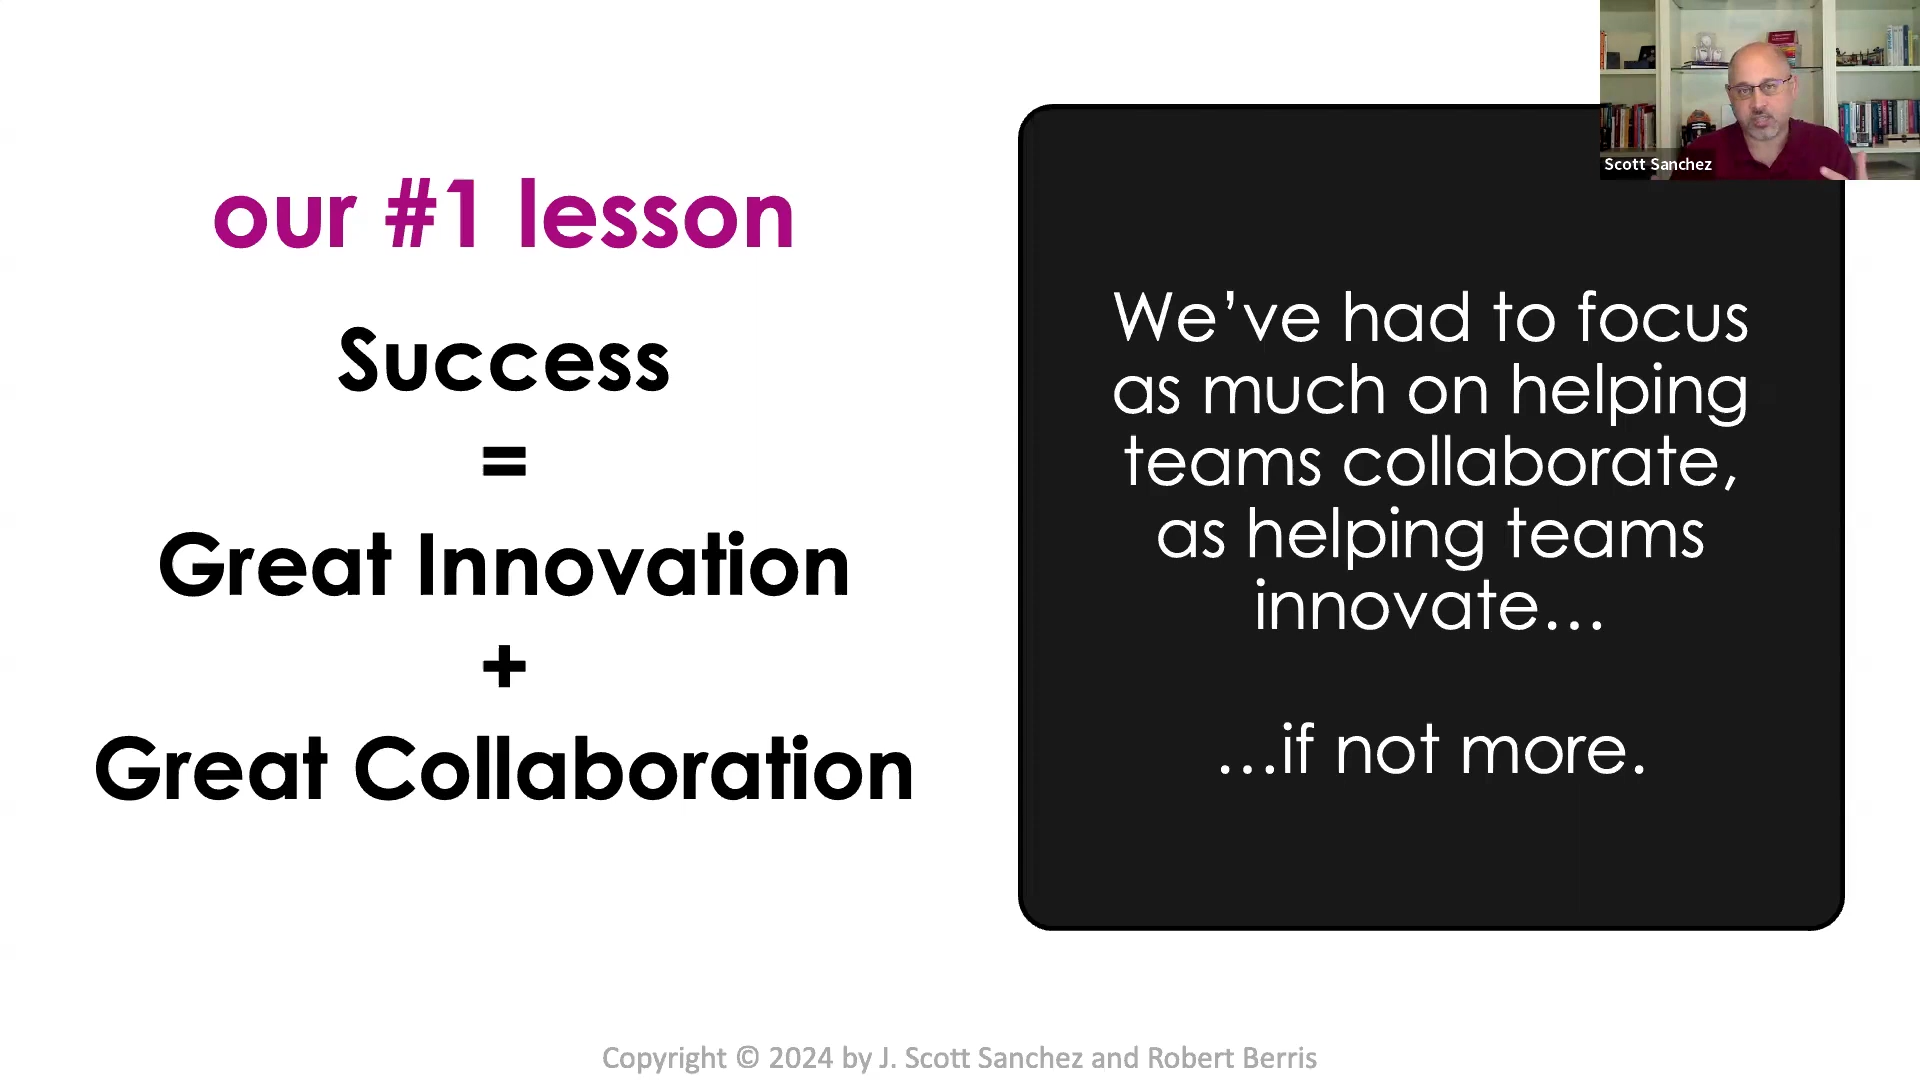 our #1 lesson
Success
=
Great Innovation
+
Great Collaboration
We’ve had to focus
as much on helping
teams collaborate,
as helping teams
innovate…
…if not more.
Scott Sanchez
Copyright © 2024 by J. Scott Sanchez and Robert Berris